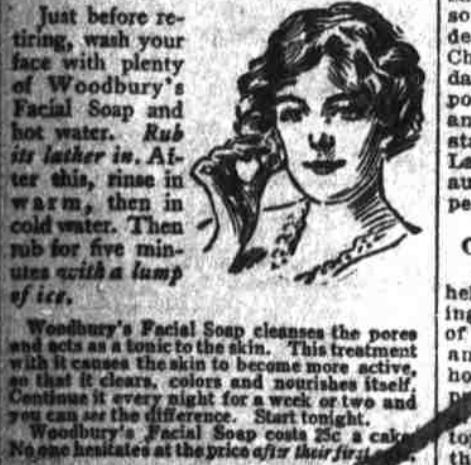 Just before re-
tiring, wash your
face with plenty
of Woodbury's
Facial Soap and
hot water. Rub
its lather in. Af-
ter this, rinse in
warm, then in
cold water. Then
rub for five min-
utes with a lump
of ice.
Woodbury's Facial Soap cleanses the pores
and acts as a tonic to the skin. This treatment
with it causes the skin to become more active,
so that it clears, colors and nourishes itself.
Continue it every night for a week or two and
you can see the difference. Start tonight.
Woodbury's Facial Soap costs 25c a cake
No one hesitates at the price after their first